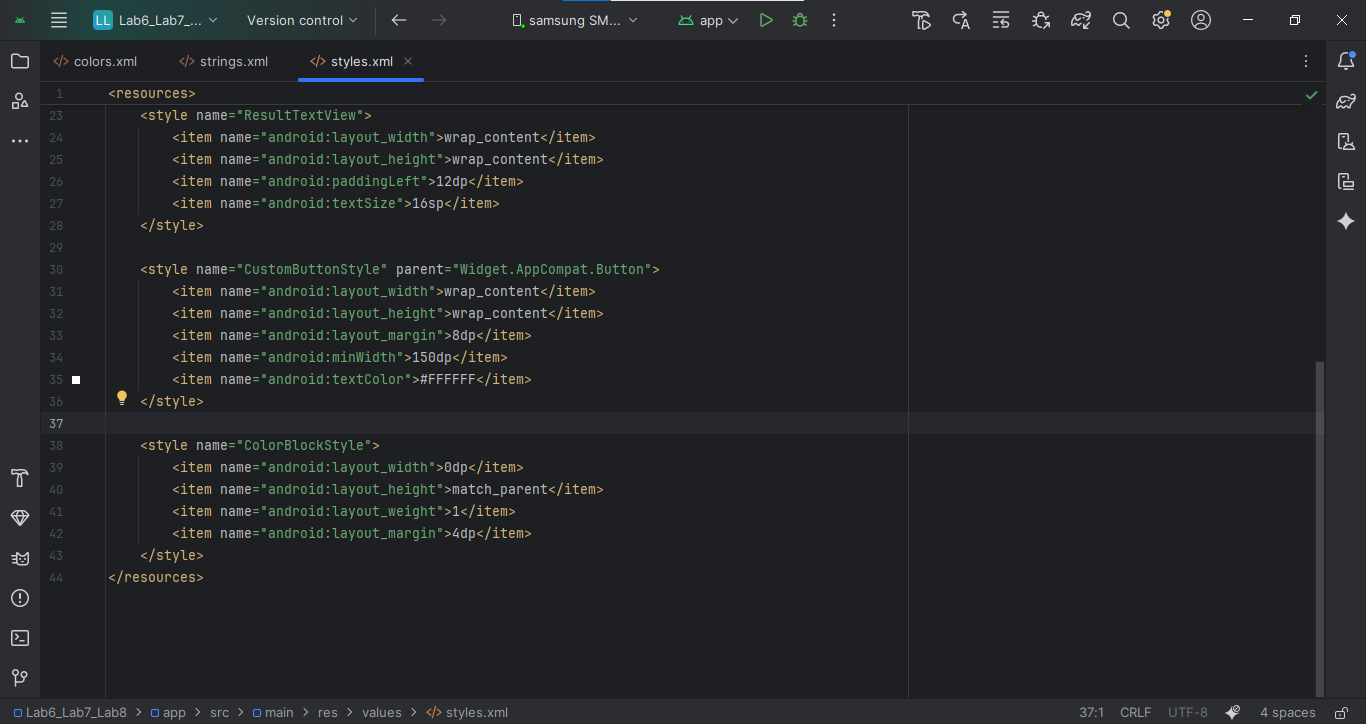 LL Lab6_Lab7_... Version control samsung SM... app
colors.xml strings.xml styles.xml
1 <resources>
23 <style name="ResultTextView">
24 <item name="android:layout_width">wrap_content</item>
25 <item name="android:layout_height">wrap_content</item>
26 <item name="android:paddingLeft">12dp</item>
27 <item name="android:textSize">16sp</item>
28 </style>
29
30 <style name="CustomButtonStyle" parent="Widget.AppCompat.Button">
31 <item name="android:layout_width">wrap_content</item>
32 <item name="android:layout_height">wrap_content</item>
33 <item name="android:layout_margin">8dp</item>
34 <item name="android:minWidth">150dp</item>
35 <item name="android:textColor">#FFFFFF</item>
36 </style>
37
38 <style name="ColorBlockStyle">
39 <item name="android:layout_width">0dp</item>
40 <item name="android:layout_height">match_parent</item>
41 <item name="android:layout_weight">1</item>
42 <item name="android:layout_margin">4dp</item>
43 </style>
44 </resources>
Lab6_Lab7_Lab8 > app > src > main > res > values > styles.xml 37:1 CRLF UTF-8 4 spaces